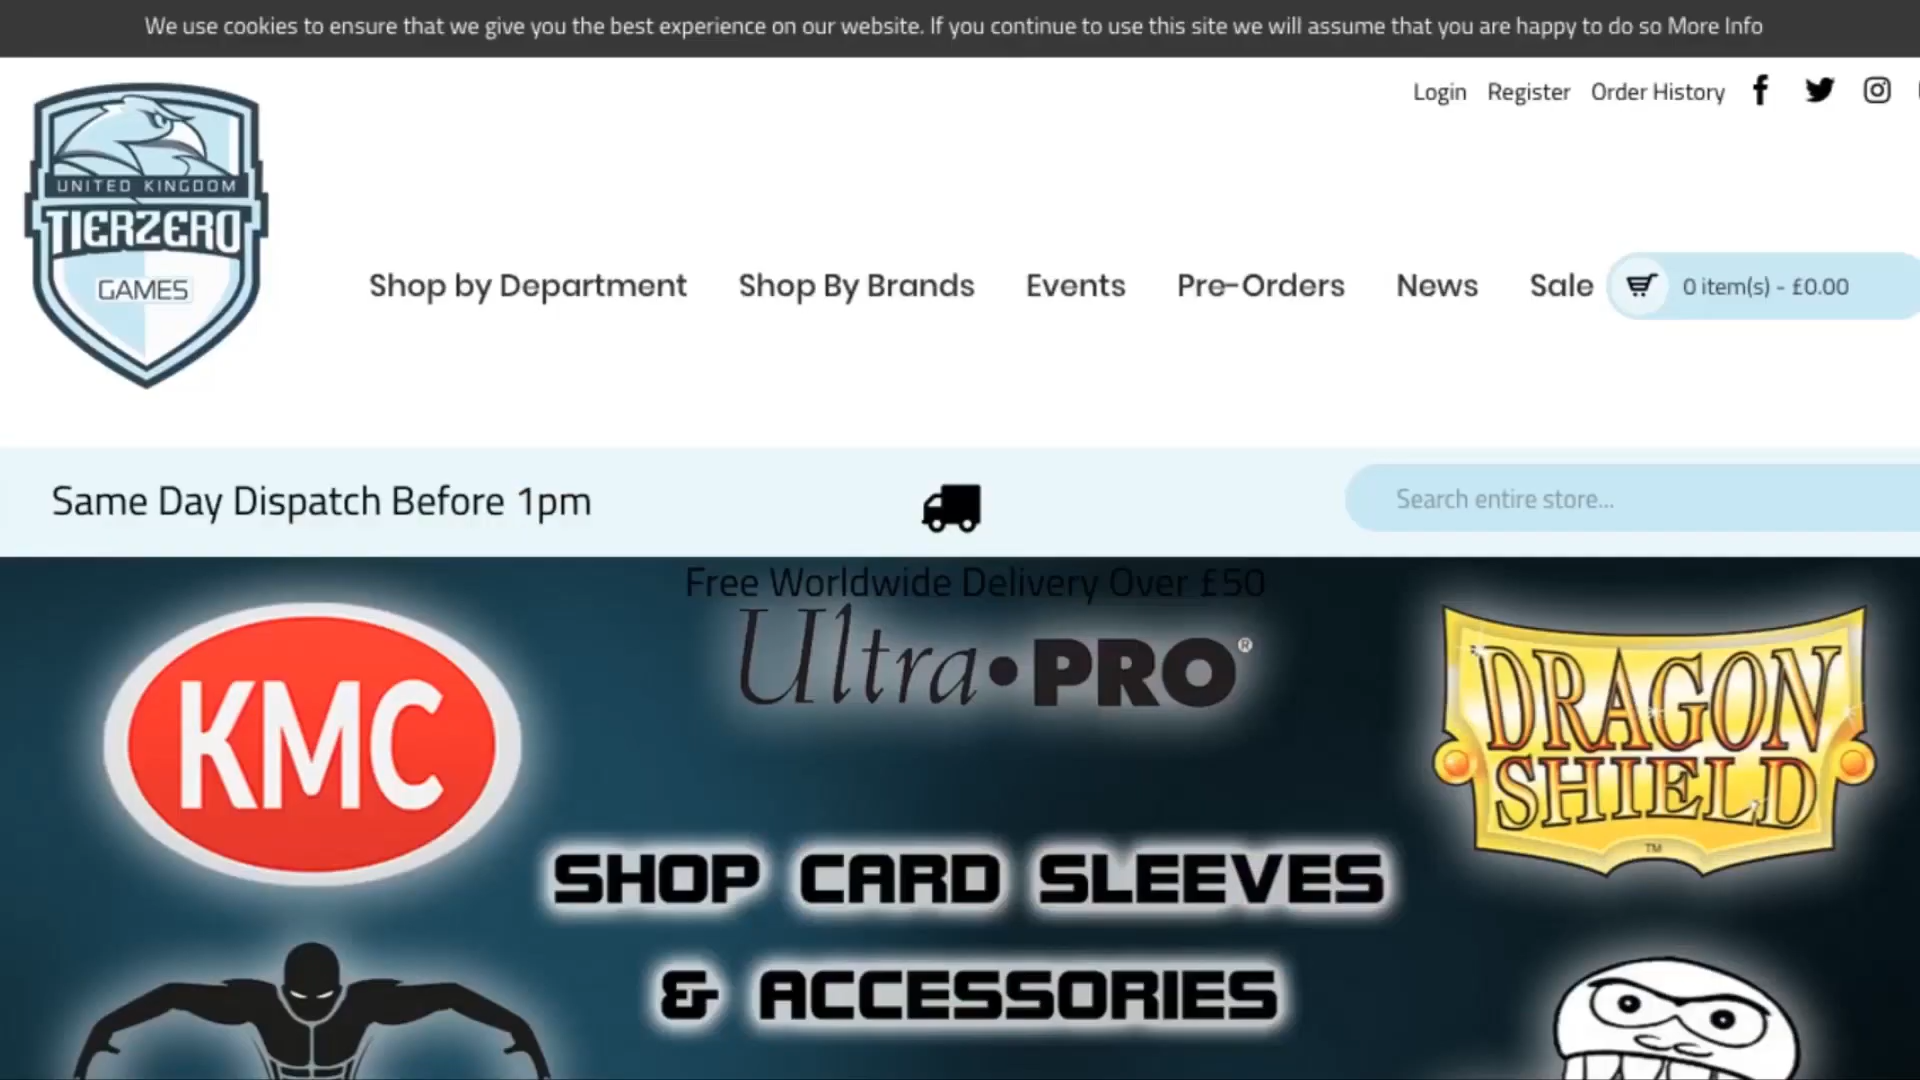 We use cookies to ensure that we give you the best experience on our website. If you continue to use this site we will assume that you are happy to do so More Info
Login Register Order History
UNITED KINGDOM
TIERZERO
GAMES
Shop by Department Shop By Brands Events Pre-Orders News Sale 0 item(s) - £0.00
Same Day Dispatch Before 1pm
Search entire store...
Free Worldwide Delivery Over £50
KMC
Ultra•PRO®
DRAGON
SHIELD
TM
SHOP CARD SLEEVES
& ACCESSORIES